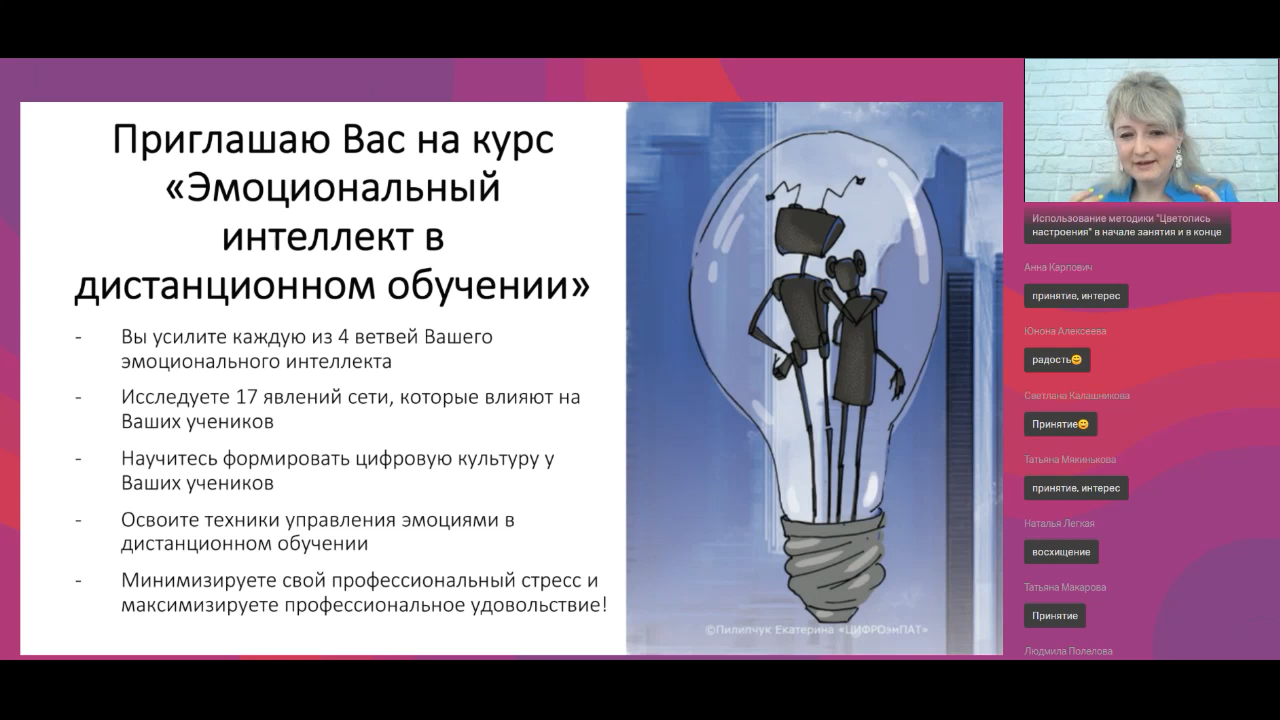 Приглашаю Вас на курс
«Эмоциональный
интеллект в
дистанционном обучении»
- Вы усилите каждую из 4 ветвей Вашего
эмоционального интеллекта
- Исследуете 17 явлений сети, которые влияют на
Ваших учеников
- Научитесь формировать цифровую культуру у
Ваших учеников
- Освоите техники управления эмоциями в
дистанционном обучении
- Минимизируете свой профессиональный стресс и
максимизируете профессиональное удовольствие!
©Пилипчук Екатерина «ЦИФРОэмПАТ»
Использование методики "Цветопись
настроения" в начале занятия и в конце
Анна Карпович
принятие, интерес
Юнона Алексеева
радость😊
Светлана Калашникова
Принятие😊
Татьяна Мякинькова
принятие, интерес
Наталья Легкая
восхищение
Татьяна Макарова
Принятие
Людмила Полелова